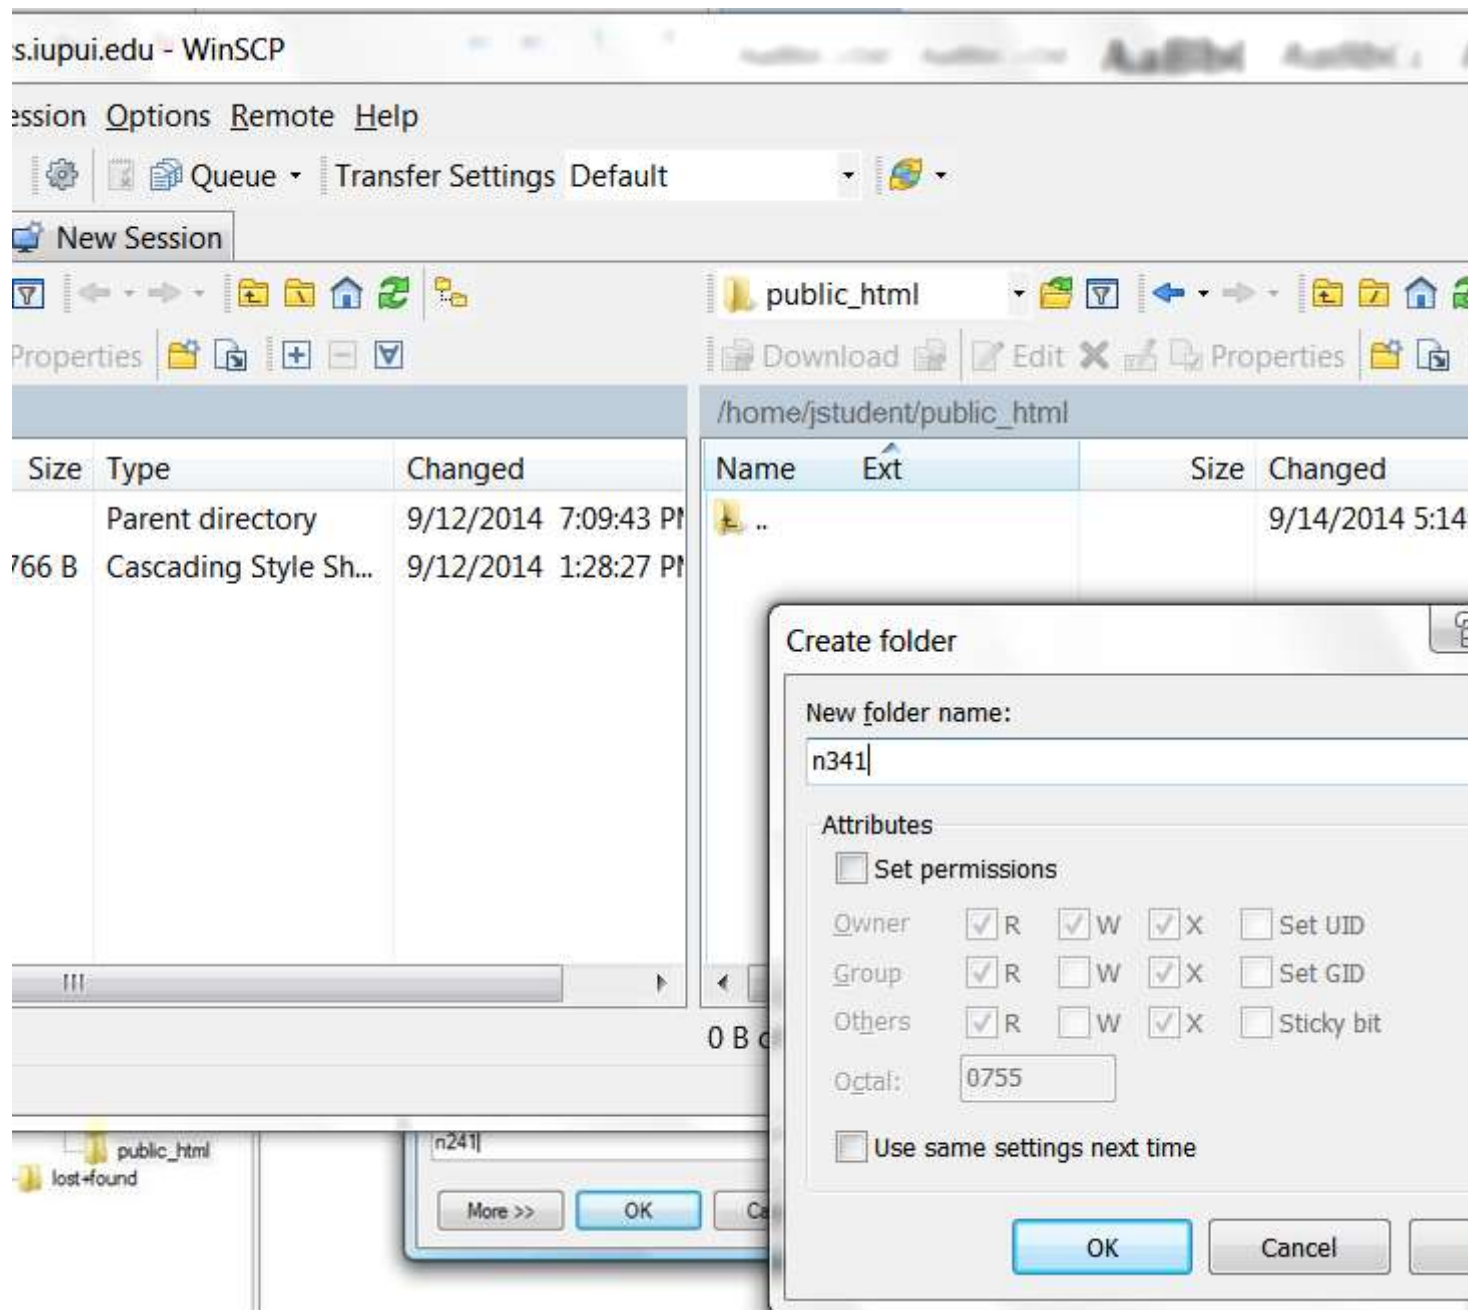 s.iupui.edu - WinSCP
ession Options Remote Help
Queue Transfer Settings Default
New Session
public_html
Properties Download Edit Properties
/home/jstudent/public_html
Size Type Changed Name Ext Size Changed
Parent directory 9/12/2014 7:09:43 PM .. 9/14/2014 5:14
766 B Cascading Style Sh... 9/12/2014 1:28:27 PM
Create folder
New folder name:
n341
Attributes
Set permissions
Owner R W X Set UID
Group R W X Set GID
Others R W X Sticky bit
0 B
Octal: 0755
Use same settings next time
OK Cancel
public_html
lost+found
n241
More >> OK Ca